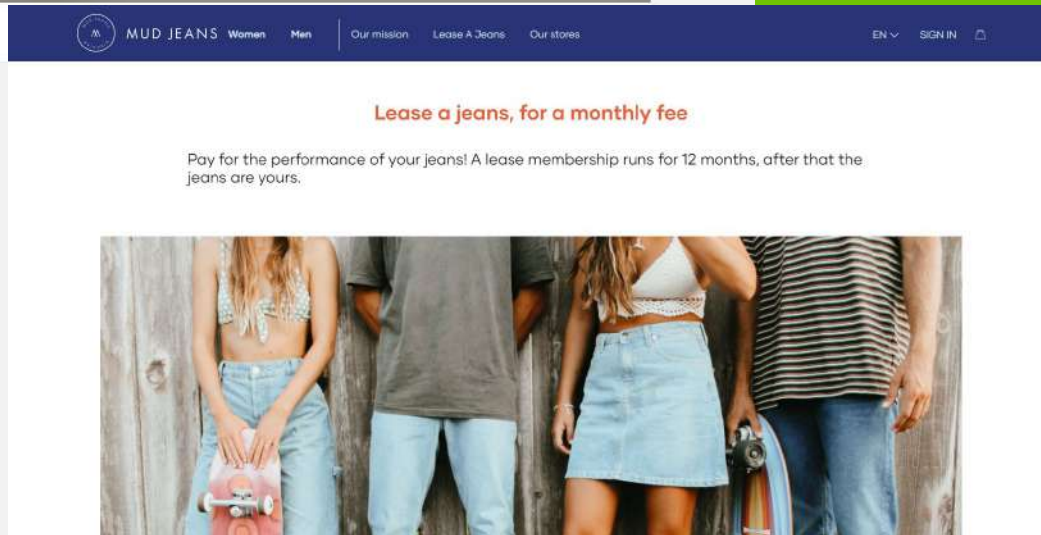 MUD JEANS Women Men Our mission Lease A Jeans Our stores EN SIGN IN
Lease a jeans, for a monthly fee
Pay for the performance of your jeans! A lease membership runs for 12 months, after that the
jeans are yours.